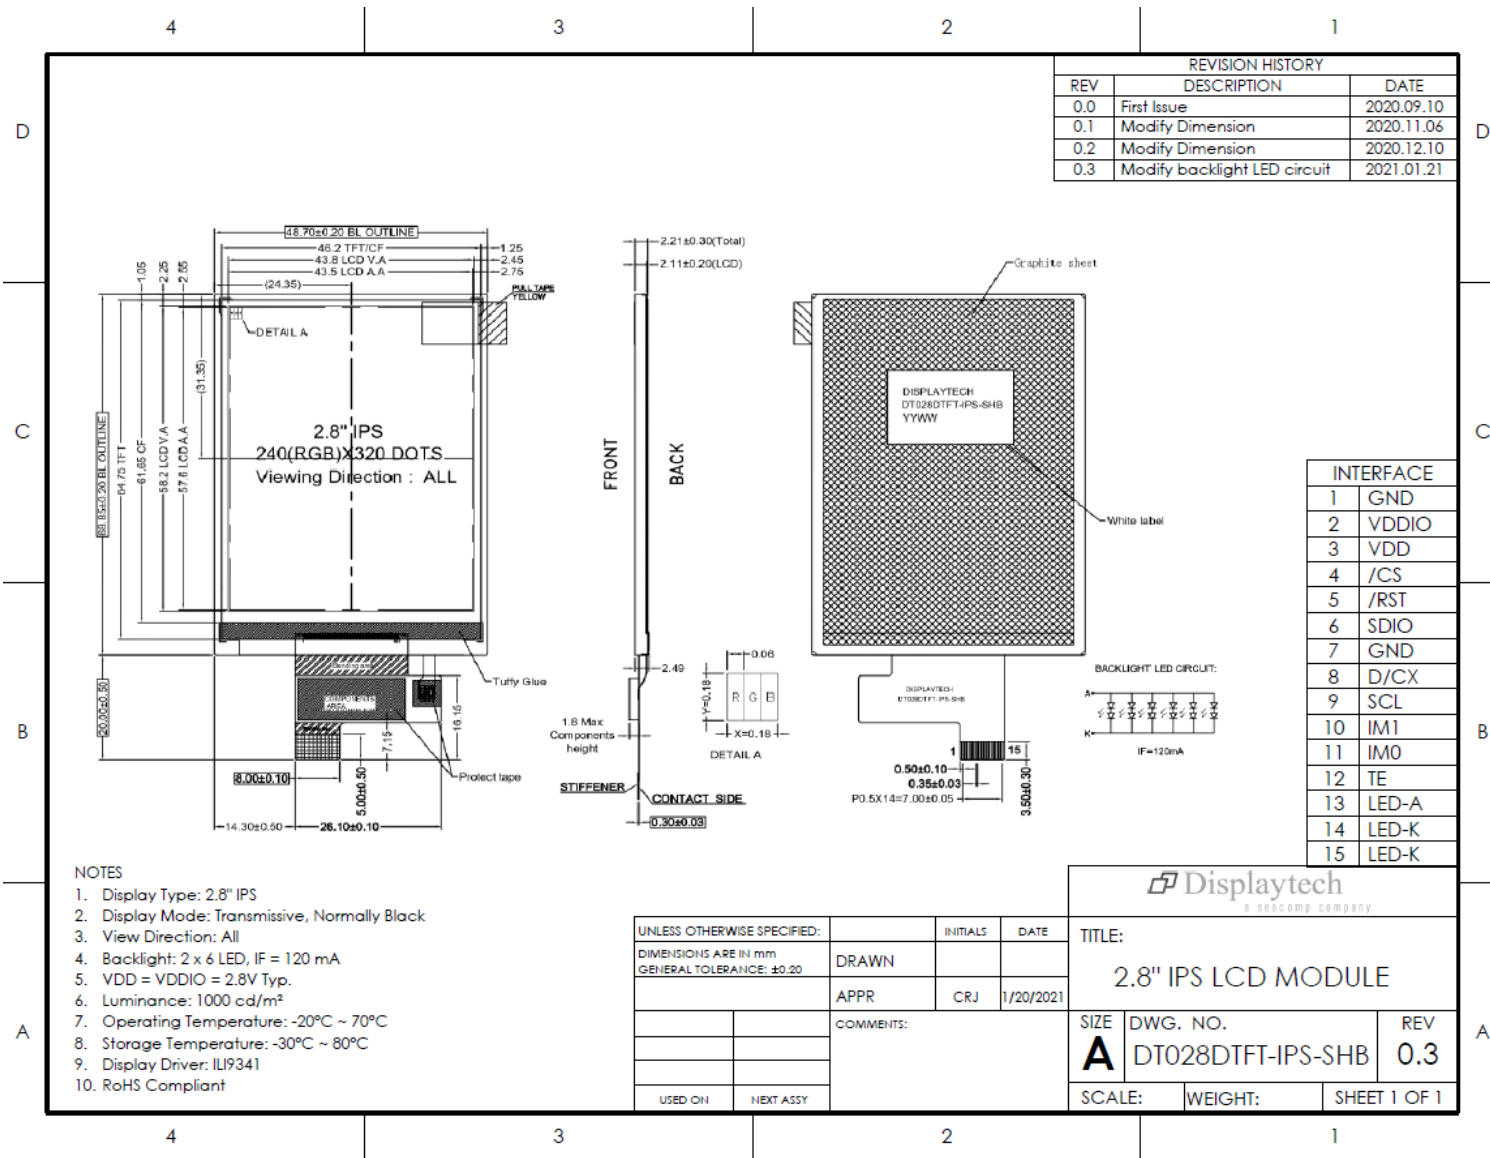 4
3
2
1
D
C
B
A
D
C
B
A
REVISION HISTORY
REV DESCRIPTION DATE
0.0 First Issue 2020.09.10
0.1 Modify Dimension 2020.11.06
0.2 Modify Dimension 2020.12.10
0.3 Modify backlight LED circuit 2021.01.21
48.70±0.20 BL OUTLINE
46.2 TFT/CF
1.25
43.8 LCD V.A
2.45
43.5 LCD A.A
2.75
(24.35)
1.05
2.25
2.55
PULL TAPE
YELLOW
DETAIL A
(31.35)
68.85±0.20 BL OUTLINE
64.75 TFT
61.65 CF
58.2 LCD V.A
57.6 LCD A.A
2.8" IPS
240(RGB)X320 DOTS
Viewing Direction : ALL
Tuffy Glue
COMPONENTS
AREA
Protect tape
20.00±0.50
7.15
16.15
8.00±0.10
5.00±0.50
14.30±0.50
26.10±0.10
2.21±0.30(Total)
2.11±0.20(LCD)
FRONT
BACK
2.49
1.8 Max
Components
height
STIFFENER
CONTACT SIDE
0.30±0.03
0.06
Y=0.18
R G B
X=0.18
DETAIL A
Graphite sheet
DISPLAYTECH
DT028DTFT-IPS-SHB
YYWW
White label
DISPLAYTECH
DT028DTFT-IPS-SHB
1
15
0.50±0.10
0.35±0.03
P0.5X14=7.00±0.05
3.50±0.30
BACKLIGHT LED CIRCUIT:
A
K
IF=120mA
INTERFACE
1 GND
2 VDDIO
3 VDD
4 /CS
5 /RST
6 SDIO
7 GND
8 D/CX
9 SCL
10 IM1
11 IM0
12 TE
13 LED-A
14 LED-K
15 LED-K
NOTES
1. Display Type: 2.8" IPS
2. Display Mode: Transmissive, Normally Black
3. View Direction: All
4. Backlight: 2 x 6 LED, IF = 120 mA
5. VDD = VDDIO = 2.8V Typ.
6. Luminance: 1000 cd/m²
7. Operating Temperature: -20°C ~ 70°C
8. Storage Temperature: -30°C ~ 80°C
9. Display Driver: ILI9341
10. RoHS Compliant
UNLESS OTHERWISE SPECIFIED:
DIMENSIONS ARE IN mm
GENERAL TOLERANCE: ±0.20
INITIALS DATE
DRAWN
APPR CRJ 1/20/2021
COMMENTS:
USED ON NEXT ASSY
Displaytech
a seacomp company
TITLE:
2.8" IPS LCD MODULE
SIZE DWG. NO. REV
A DT028DTFT-IPS-SHB 0.3
SCALE: WEIGHT: SHEET 1 OF 1
4
3
2
1